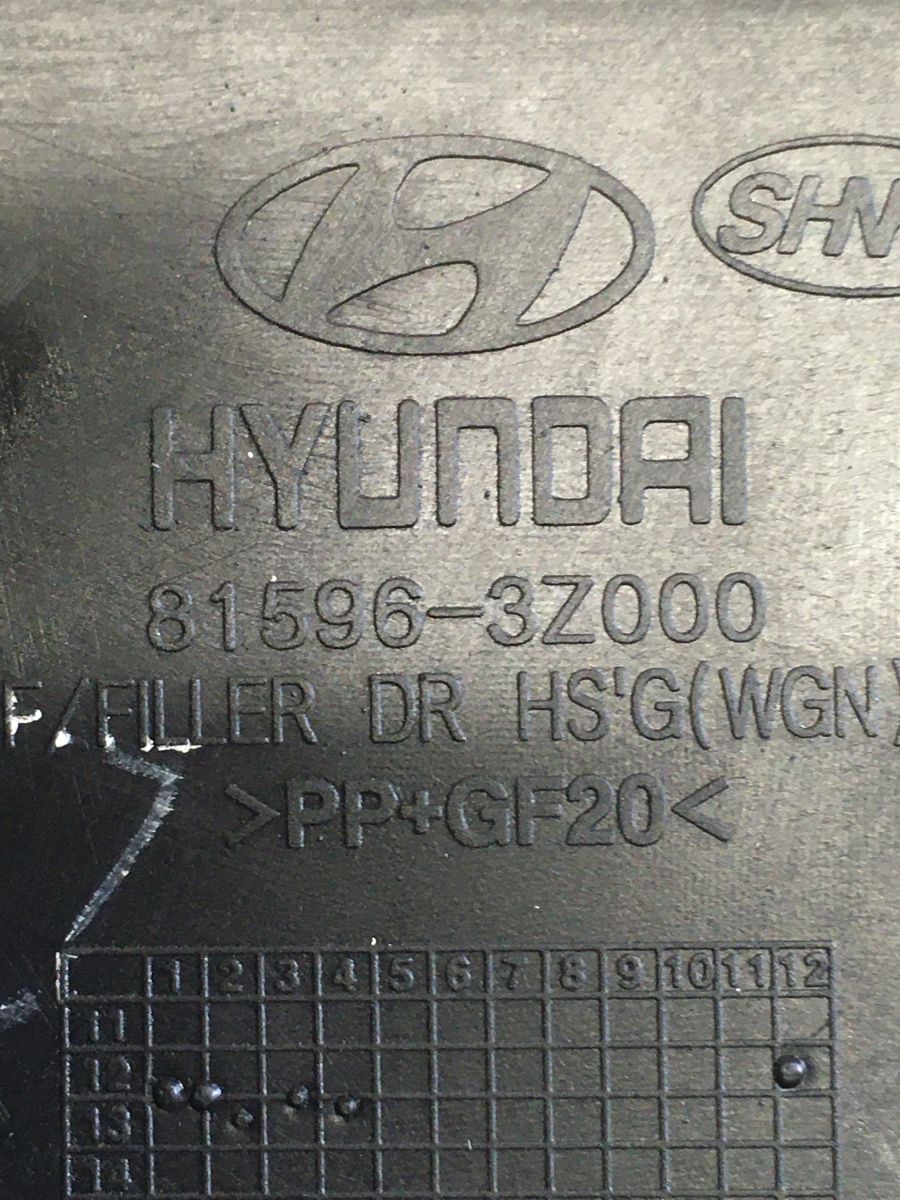 SHN
HYUNDAI
81596-3Z000
F/FILLER DR HS'G(WGN)
>PP+GF20<
1 2 3 4 5 6 7 8 9 10 11 12
11
12
13
14